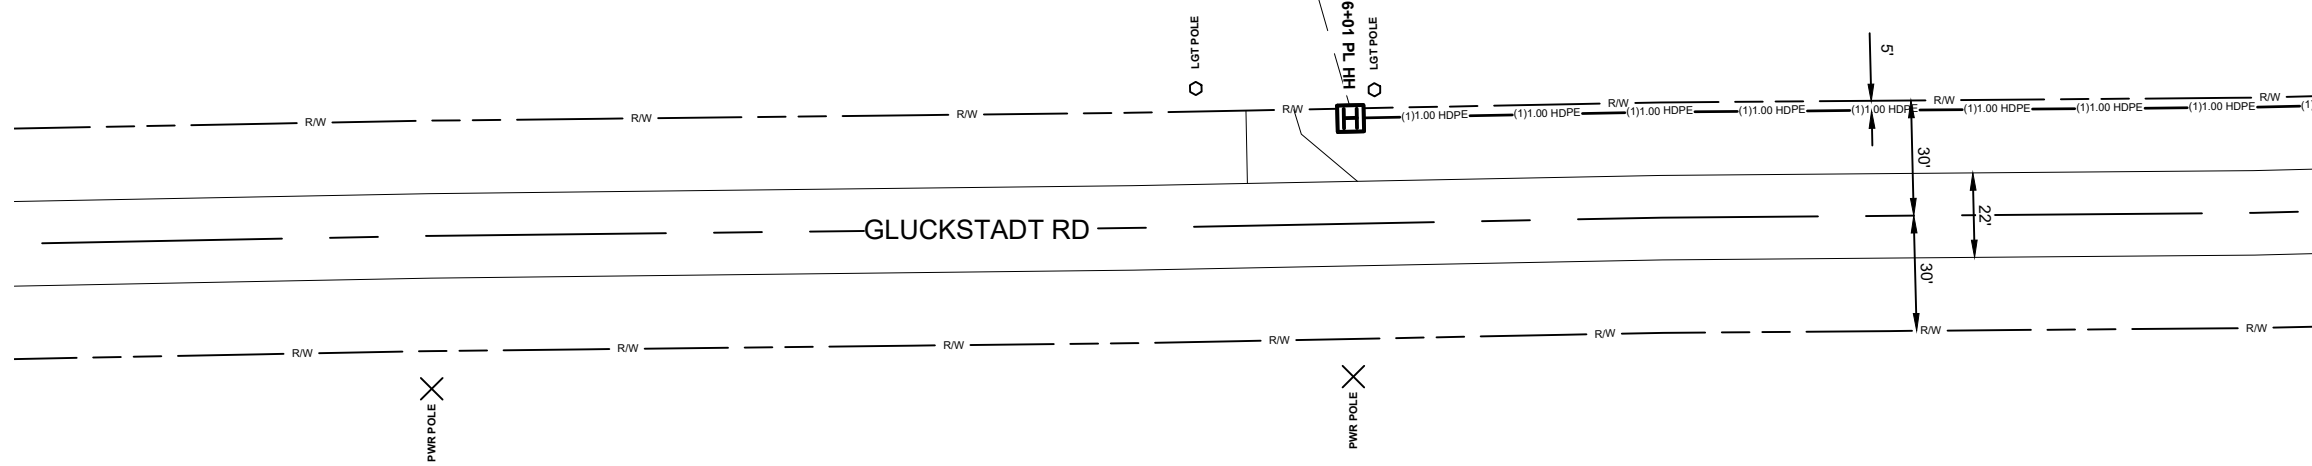 LGT POLE
6+01 PL HH
LGT POLE
5'
R/W
R/W
R/W
R/W
R/W
R/W
R/W
(1)1.00 HDPE
(1)1.00 HDPE
(1)1.00 HDPE
(1)1.00 HDPE
(1)1.00 HDPE
(1)1.00 HDPE
(1)1.00 HDPE
(1)1.00 HDPE
(1)
H
30'
22'
GLUCKSTADT RD
30'
R/W
R/W
R/W
R/W
R/W
R/W
R/W
PWR POLE
PWR POLE